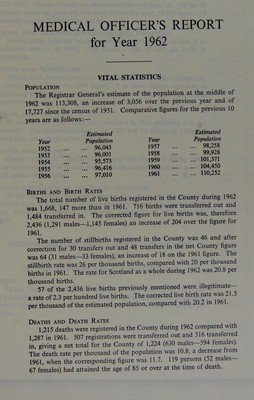 MEDICAL OFFICER'S REPORT
for Year 1962
VITAL STATISTICS
POPULATION
The Registrar General's estimate of the population at the middle of
1962 was 113,308, an increase of 3,056 over the previous year and of
17,727 since the census of 1951. Comparative figures for the previous 10
years are as follows:—
Estimated Estimated
Year Population Year Population
1952 ... ... 96,045 1957 ... ... 98,258
1953 ... ... 96,001 1958 ... ... 99,928
1954 ... ... 95,573 1959 ... ... 101,371
1955 ... ... 96,416 1960 ... ... 104,450
1956 ... ... 97,010 1961 ... ... 110,252
BIRTHS AND BIRTH RATES
The total number of live births registered in the County during 1962
was 1,668, 147 more than in 1961. 716 births were transferred out and
1,484 transferred in. The corrected figure for live births was, therefore
2,436 (1,291 males—1,145 females) an increase of 204 over the figure for
1961.
The number of stillbirths registered in the County was 46 and after
correction for 30 transfers out and 48 transfers in the net County figure
was 64 (31 males—33 females), an increase of 18 on the 1961 figure. The
stillbirth rate was 26 per thousand births, compared with 20 per thousand
births in 1961. The rate for Scotland as a whole during 1962 was 20.8 per
thousand births.
57 of the 2,436 live births previously mentioned were illegitimate—
a rate of 2.3 per hundred live births. The corrected live birth rate was 21.5
per thousand of the estimated population, compared with 20.2 in 1961.
DEATHS AND DEATH RATES
1,215 deaths were registered in the County during 1962 compared with
1,287 in 1961. 507 registrations were transferred out and 516 transferred
in, giving a net total for the County of 1,224 (630 males—594 females).
The death rate per thousand of the population was 10.8, a decrease from
1961, when the corresponding figure was 11.7. 119 persons (52 males—
67 females) had attained the age of 85 or over at the time of death.